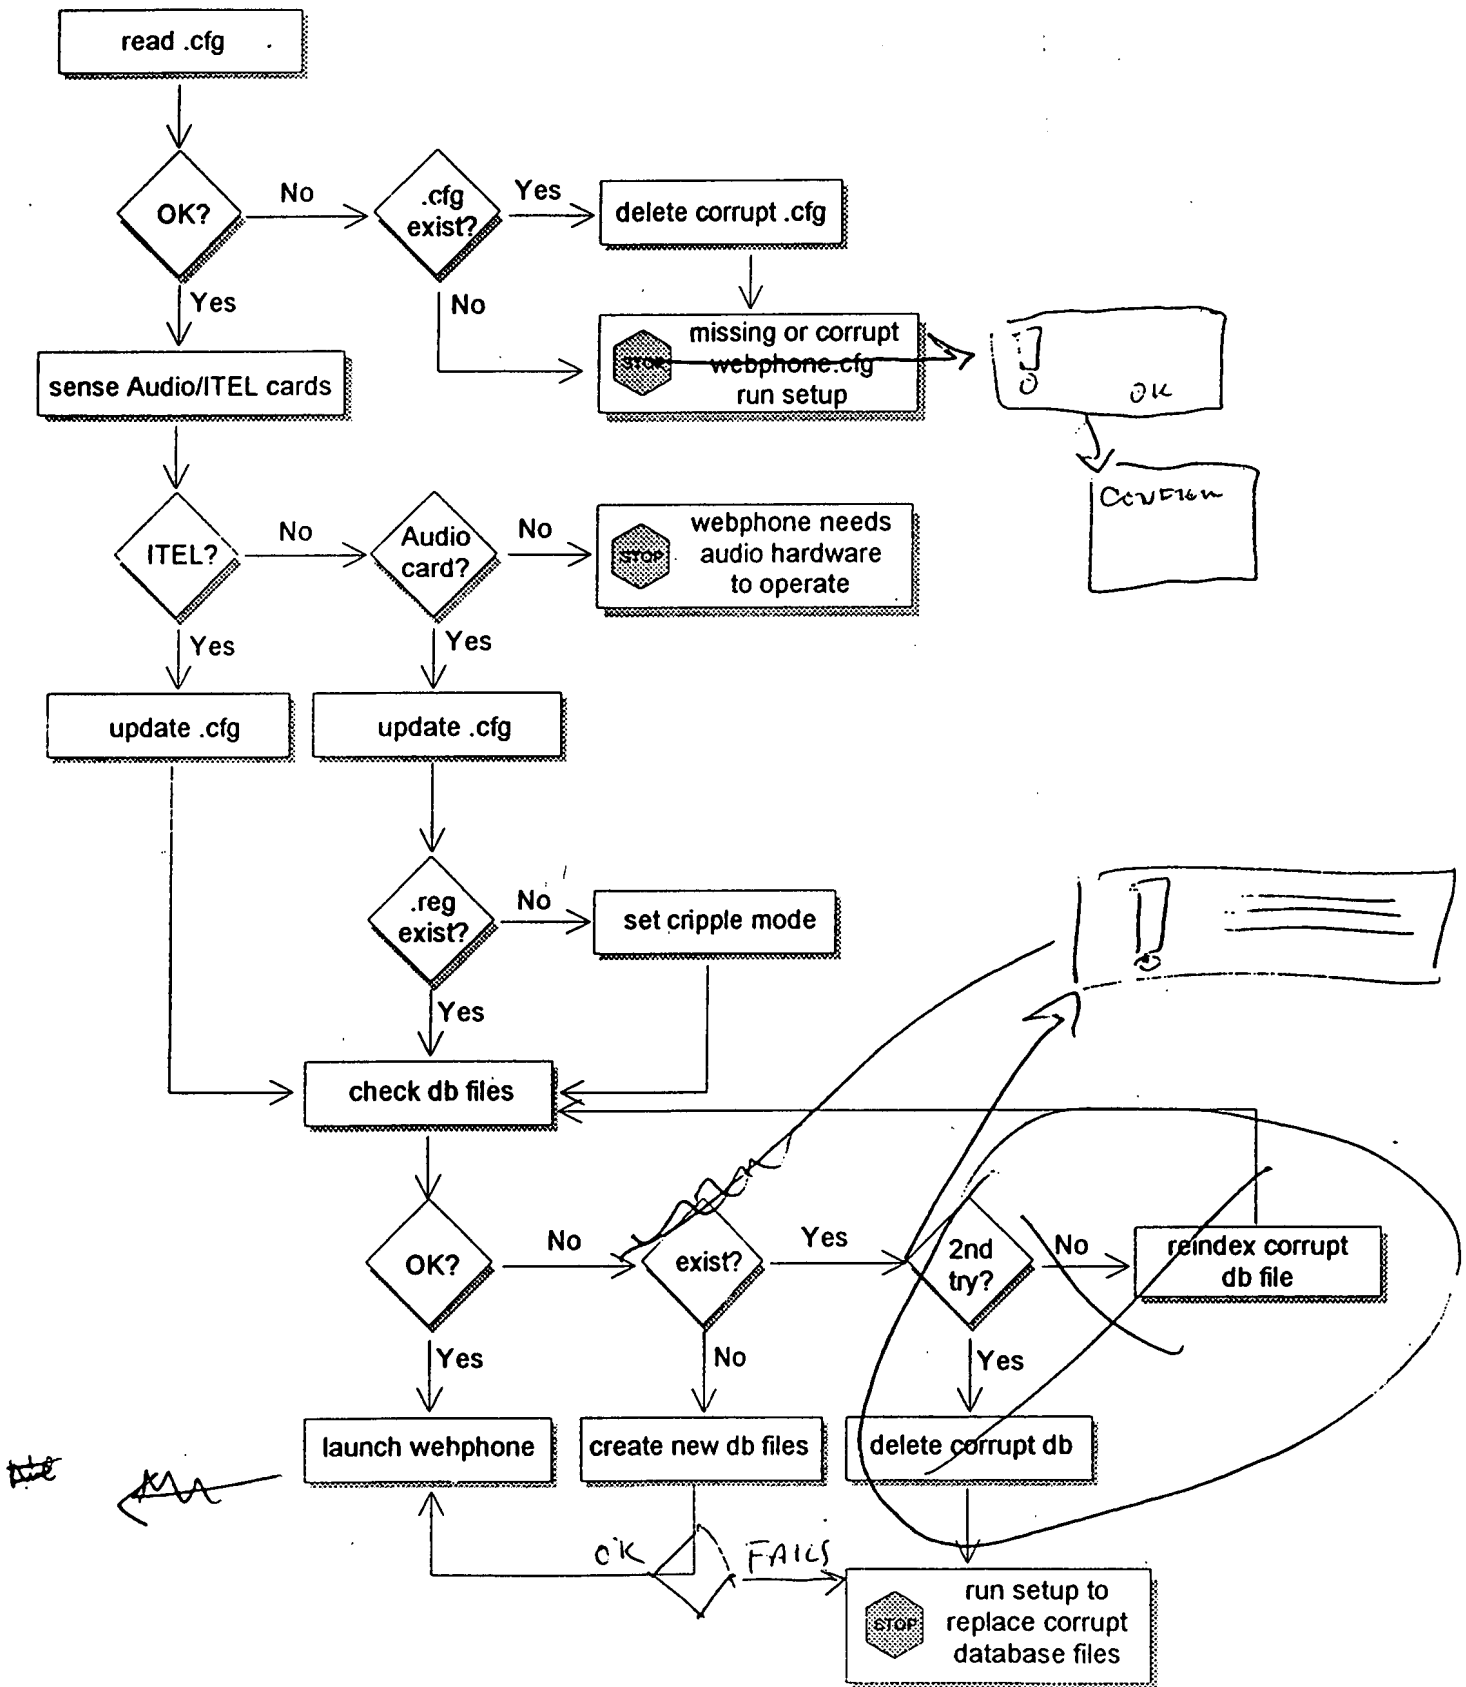 read .cfg
OK?
No
.cfg
exist?
Yes
delete corrupt .cfg
Yes
No
STOP
missing or corrupt
webphone.cfg
run setup
OK
sense Audio/ITEL cards
ITEL?
No
Audio
card?
No
STOP
webphone needs
audio hardware
to operate
Yes
Yes
update .cfg
update .cfg
.reg
exist?
No
set cripple mode
Yes
check db files
OK?
No
exist?
Yes
2nd
try?
No
reindex corrupt
db file
Yes
No
Yes
launch wehphone
create new db files
delete corrupt db
OK
FAILS
STOP
run setup to
replace corrupt
database files